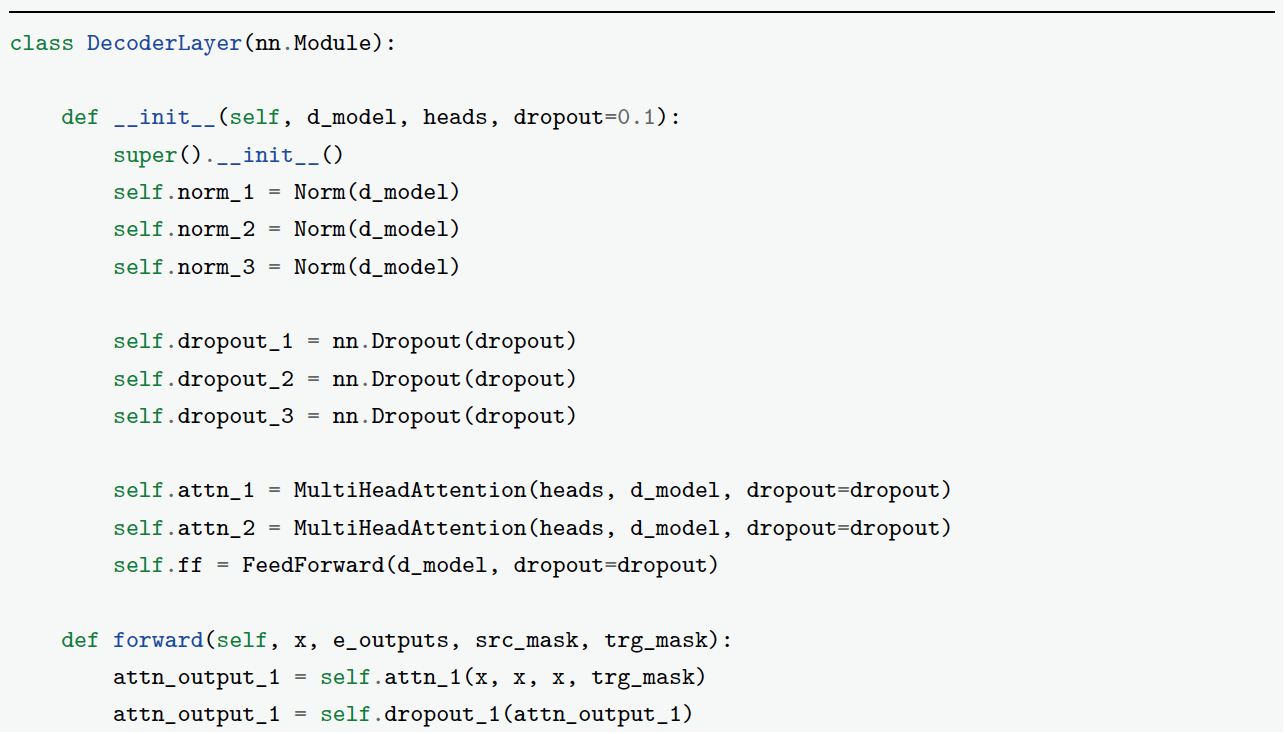 class DecoderLayer(nn.Module):
    def __init__(self, d_model, heads, dropout=0.1):
        super().__init__()
        self.norm_1 = Norm(d_model)
        self.norm_2 = Norm(d_model)
        self.norm_3 = Norm(d_model)
        self.dropout_1 = nn.Dropout(dropout)
        self.dropout_2 = nn.Dropout(dropout)
        self.dropout_3 = nn.Dropout(dropout)
        self.attn_1 = MultiHeadAttention(heads, d_model, dropout=dropout)
        self.attn_2 = MultiHeadAttention(heads, d_model, dropout=dropout)
        self.ff = FeedForward(d_model, dropout=dropout)
    def forward(self, x, e_outputs, src_mask, trg_mask):
        attn_output_1 = self.attn_1(x, x, x, trg_mask)
        attn_output_1 = self.dropout_1(attn_output_1)